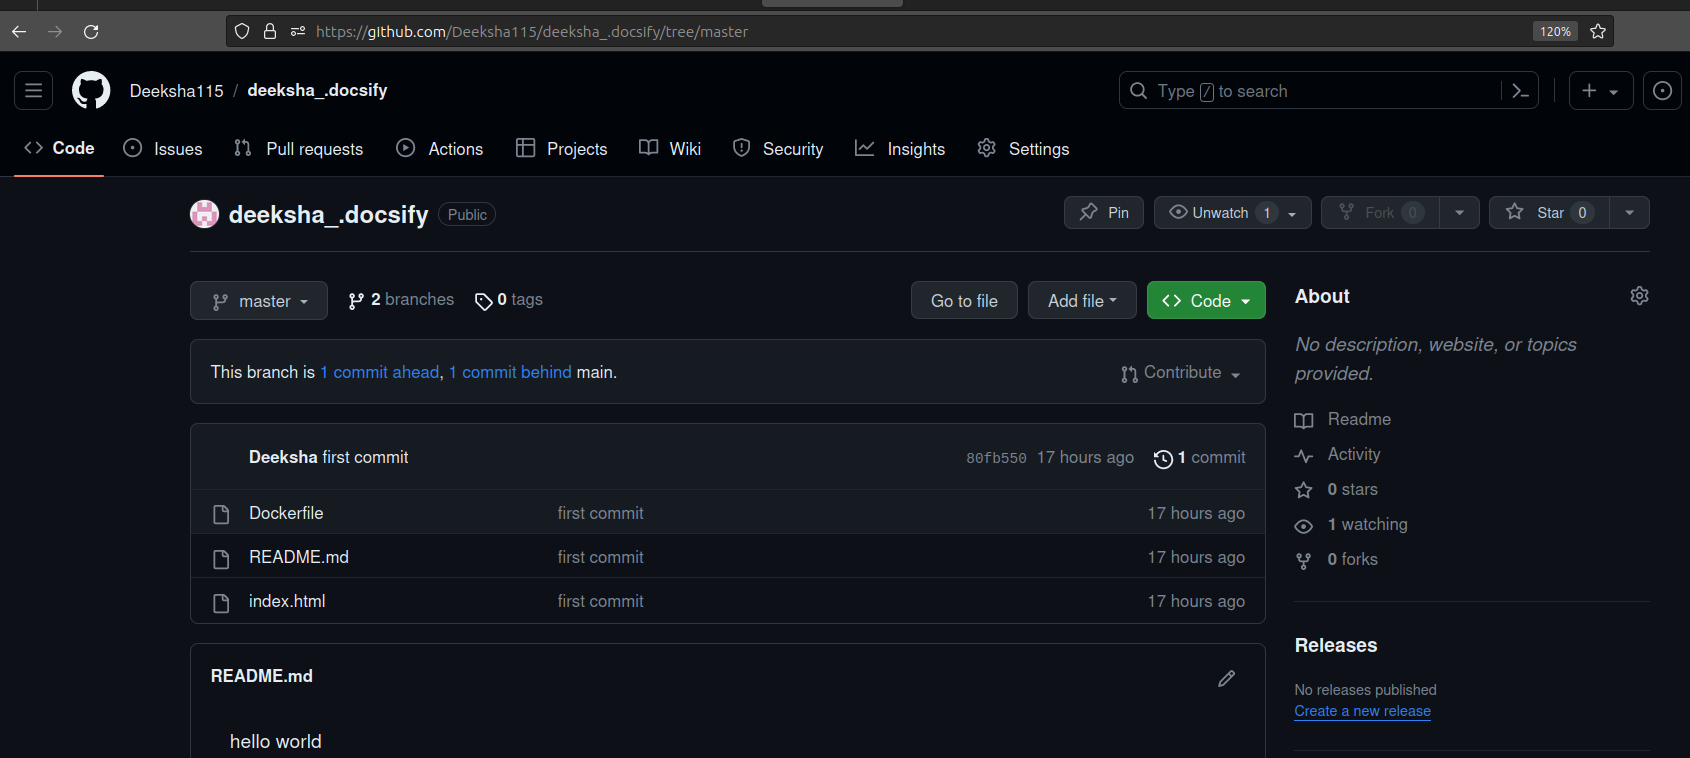 https://github.com/Deeksha115/deeksha_.docsify/tree/master 120%
Deeksha115 / deeksha_.docsify Type / to search
Code Issues Pull requests Actions Projects Wiki Security Insights Settings
deeksha_.docsify Public Pin Unwatch 1 Fork 0 Star 0
master 2 branches 0 tags Go to file Add file Code
About
No description, website, or topics
provided.
This branch is 1 commit ahead, 1 commit behind main. Contribute
Deeksha first commit 80fb550 17 hours ago 1 commit
Dockerfile first commit 17 hours ago
README.md first commit 17 hours ago
index.html first commit 17 hours ago
Readme
Activity
0 stars
1 watching
0 forks
README.md
hello world
Releases
No releases published
Create a new release